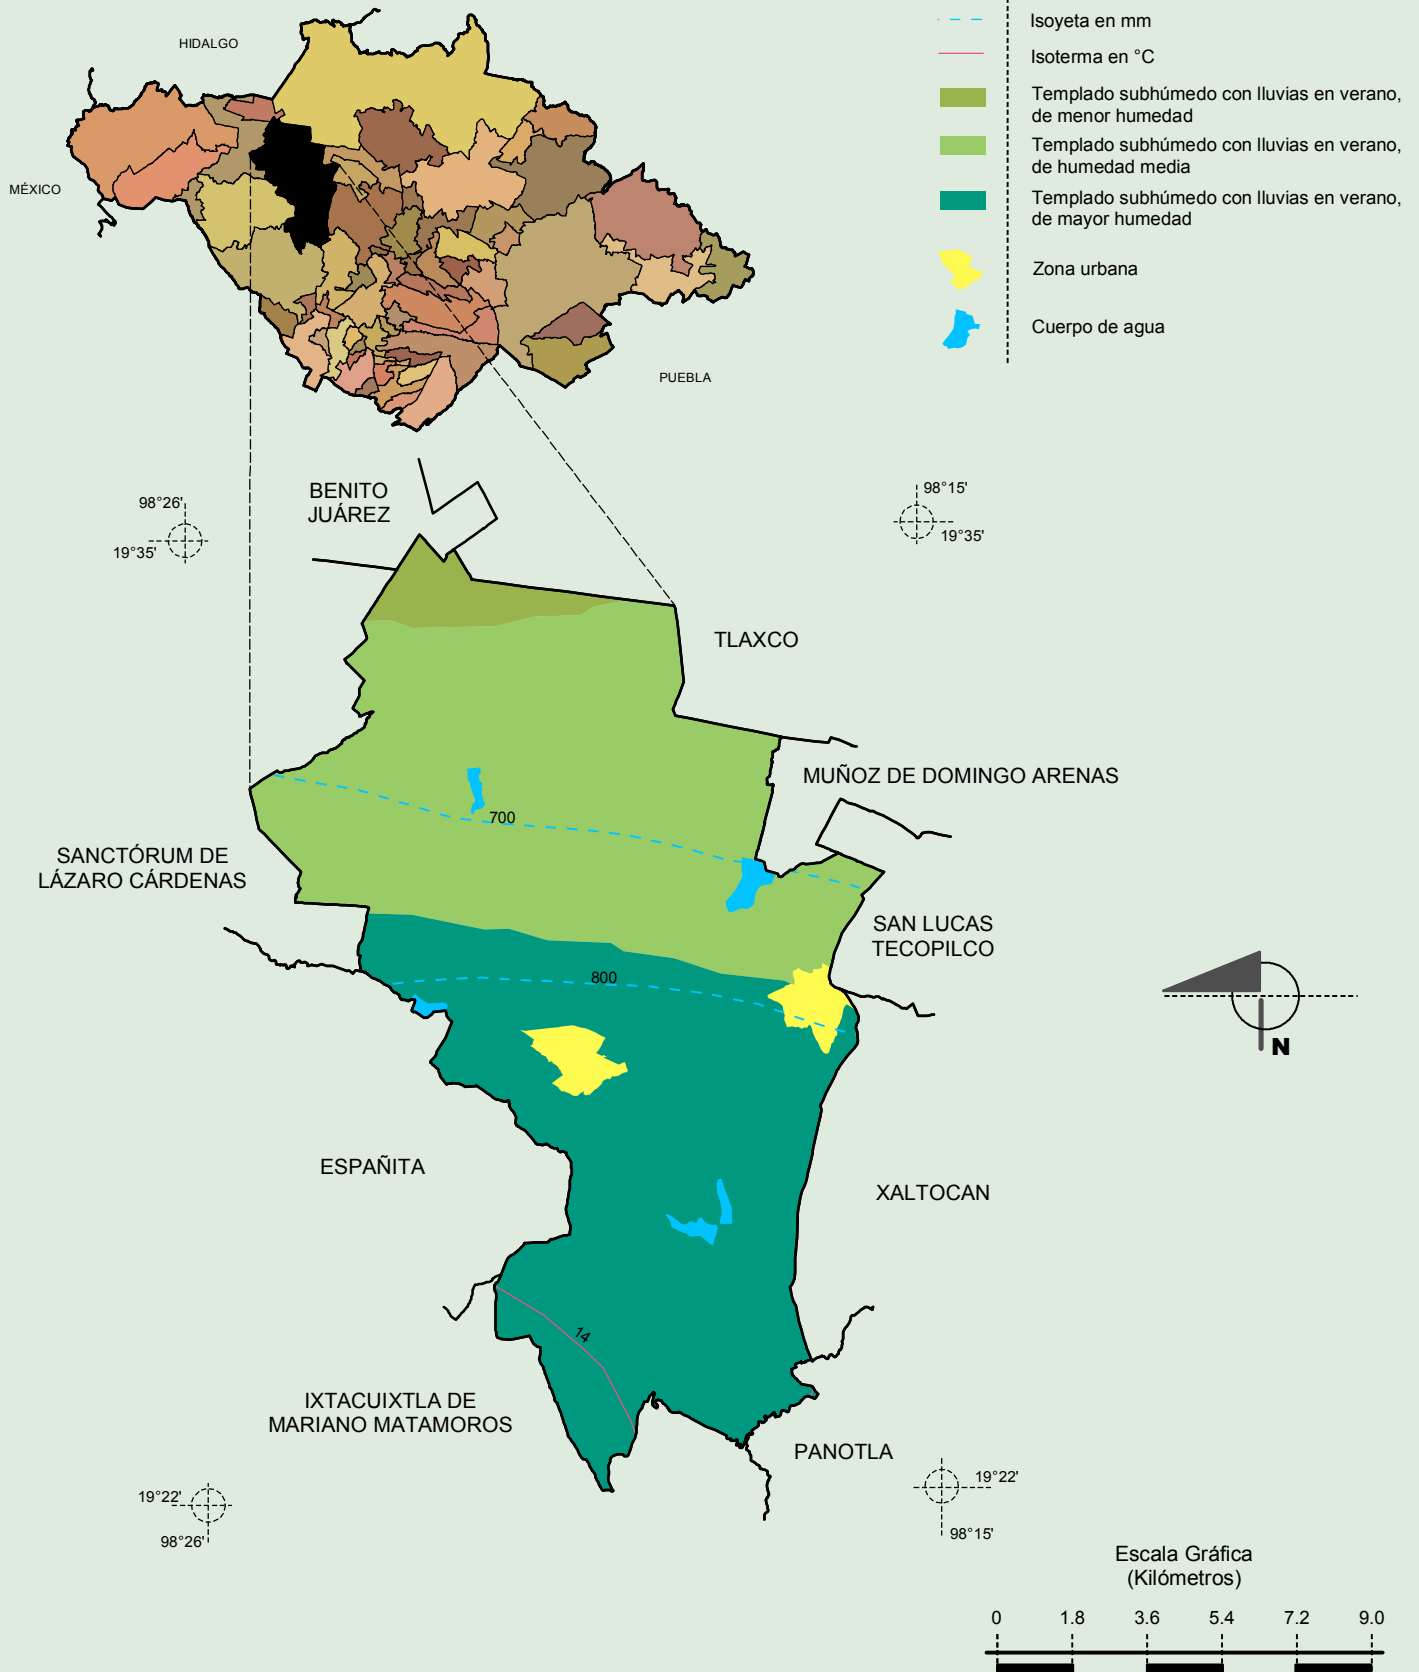 HIDALGO
MÉXICO
PUEBLA
Isoyeta en mm
Isoterma en °C
Templado subhúmedo con lluvias en verano,
de menor humedad
Templado subhúmedo con lluvias en verano,
de humedad media
Templado subhúmedo con lluvias en verano,
de mayor humedad
Zona urbana
Cuerpo de agua
BENITO
JUÁREZ
98°26'
19°35'
98°15'
19°35'
TLAXCO
MUÑOZ DE DOMINGO ARENAS
700
SANCTÓRUM DE
LÁZARO CÁRDENAS
SAN LUCAS
TECOPILCO
800
N
ESPAÑITA
XALTOCAN
14
IXTACUIXTLA DE
MARIANO MATAMOROS
PANOTLA
19°22'
98°26'
19°22'
98°15'
Escala Gráfica
(Kilómetros)
0 1.8 3.6 5.4 7.2 9.0